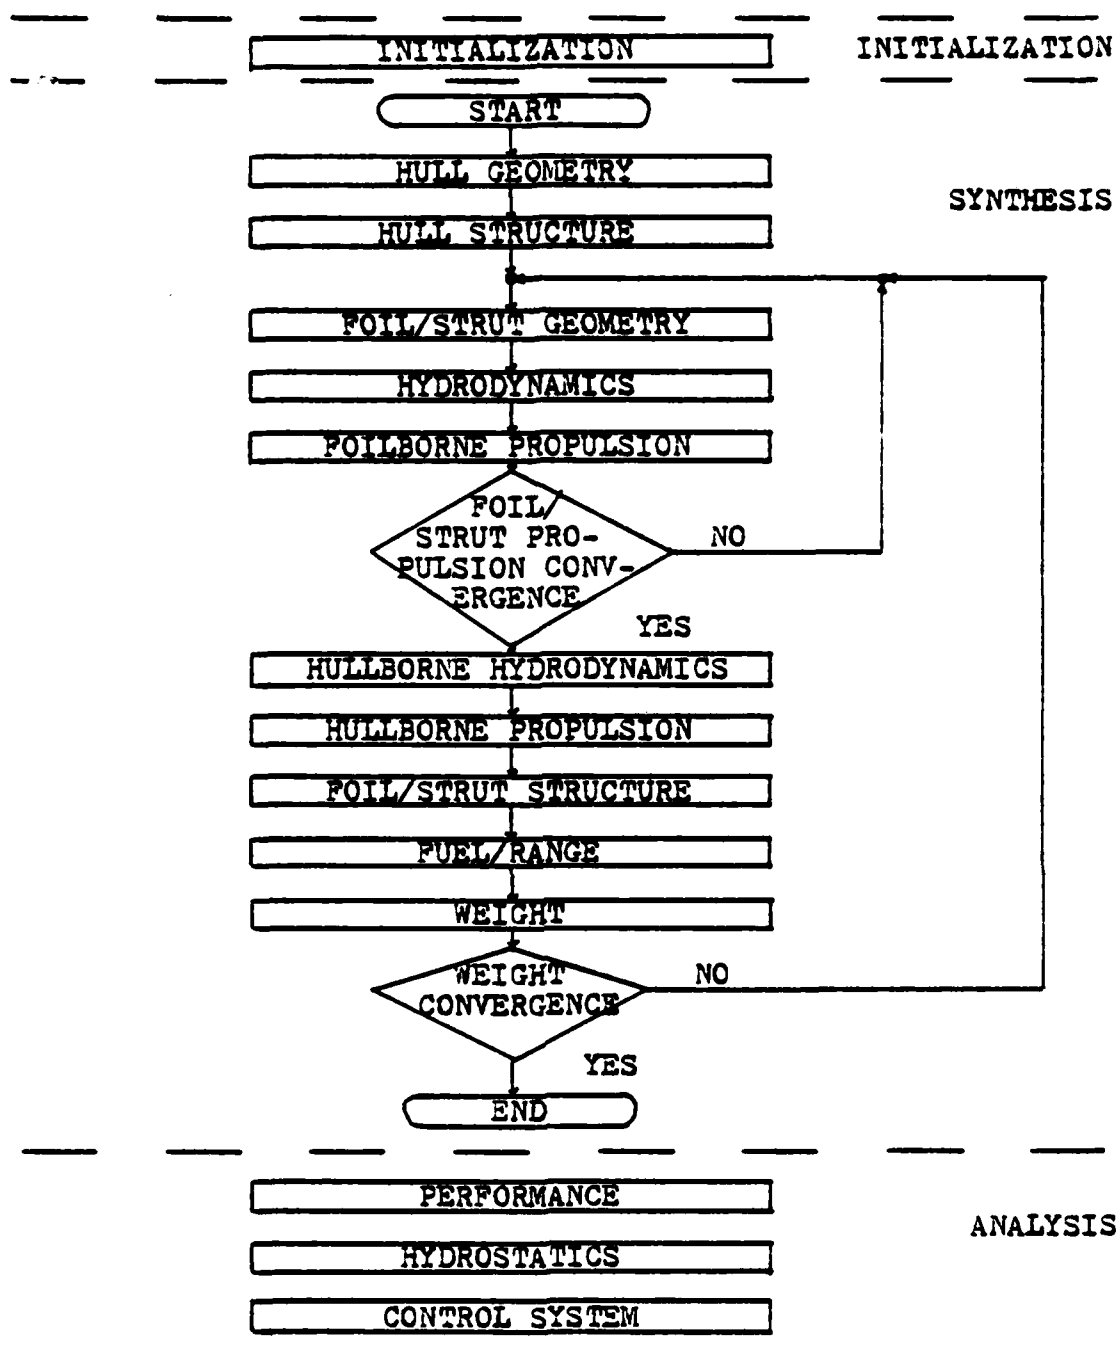 INITIALIZATION
INITIALIZATION
START
HULL GEOMETRY
SYNTHESIS
HULL STRUCTURE
FOIL/STRUT GEOMETRY
HYDRODYNAMICS
FOILBORNE PROPULSION
FOIL/
STRUT PRO-
PULSION CONV-
ERGENCE
NO
YES
HULLBORNE HYDRODYNAMICS
HULLBORNE PROPULSION
FOIL/STRUT STRUCTURE
FUEL/RANGE
WEIGHT
WEIGHT
CONVERGENCE
NO
YES
END
PERFORMANCE
ANALYSIS
HYDROSTATICS
CONTROL SYSTEM